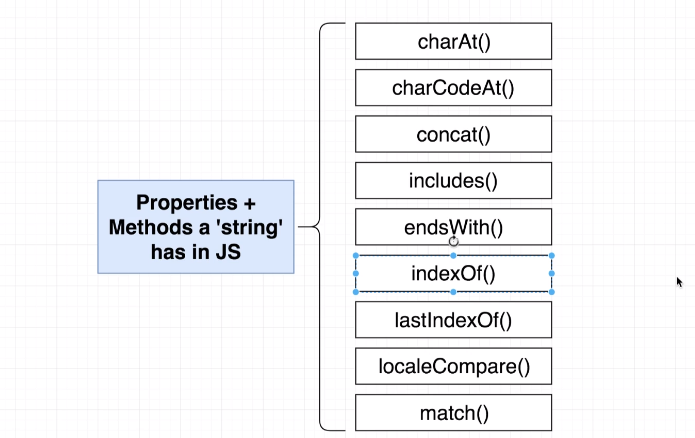 charAt()
charCodeAt()
concat()
includes()
Properties +
Methods a 'string'
has in JS
endsWith()
indexOf()
lastIndexOf()
localeCompare()
match()